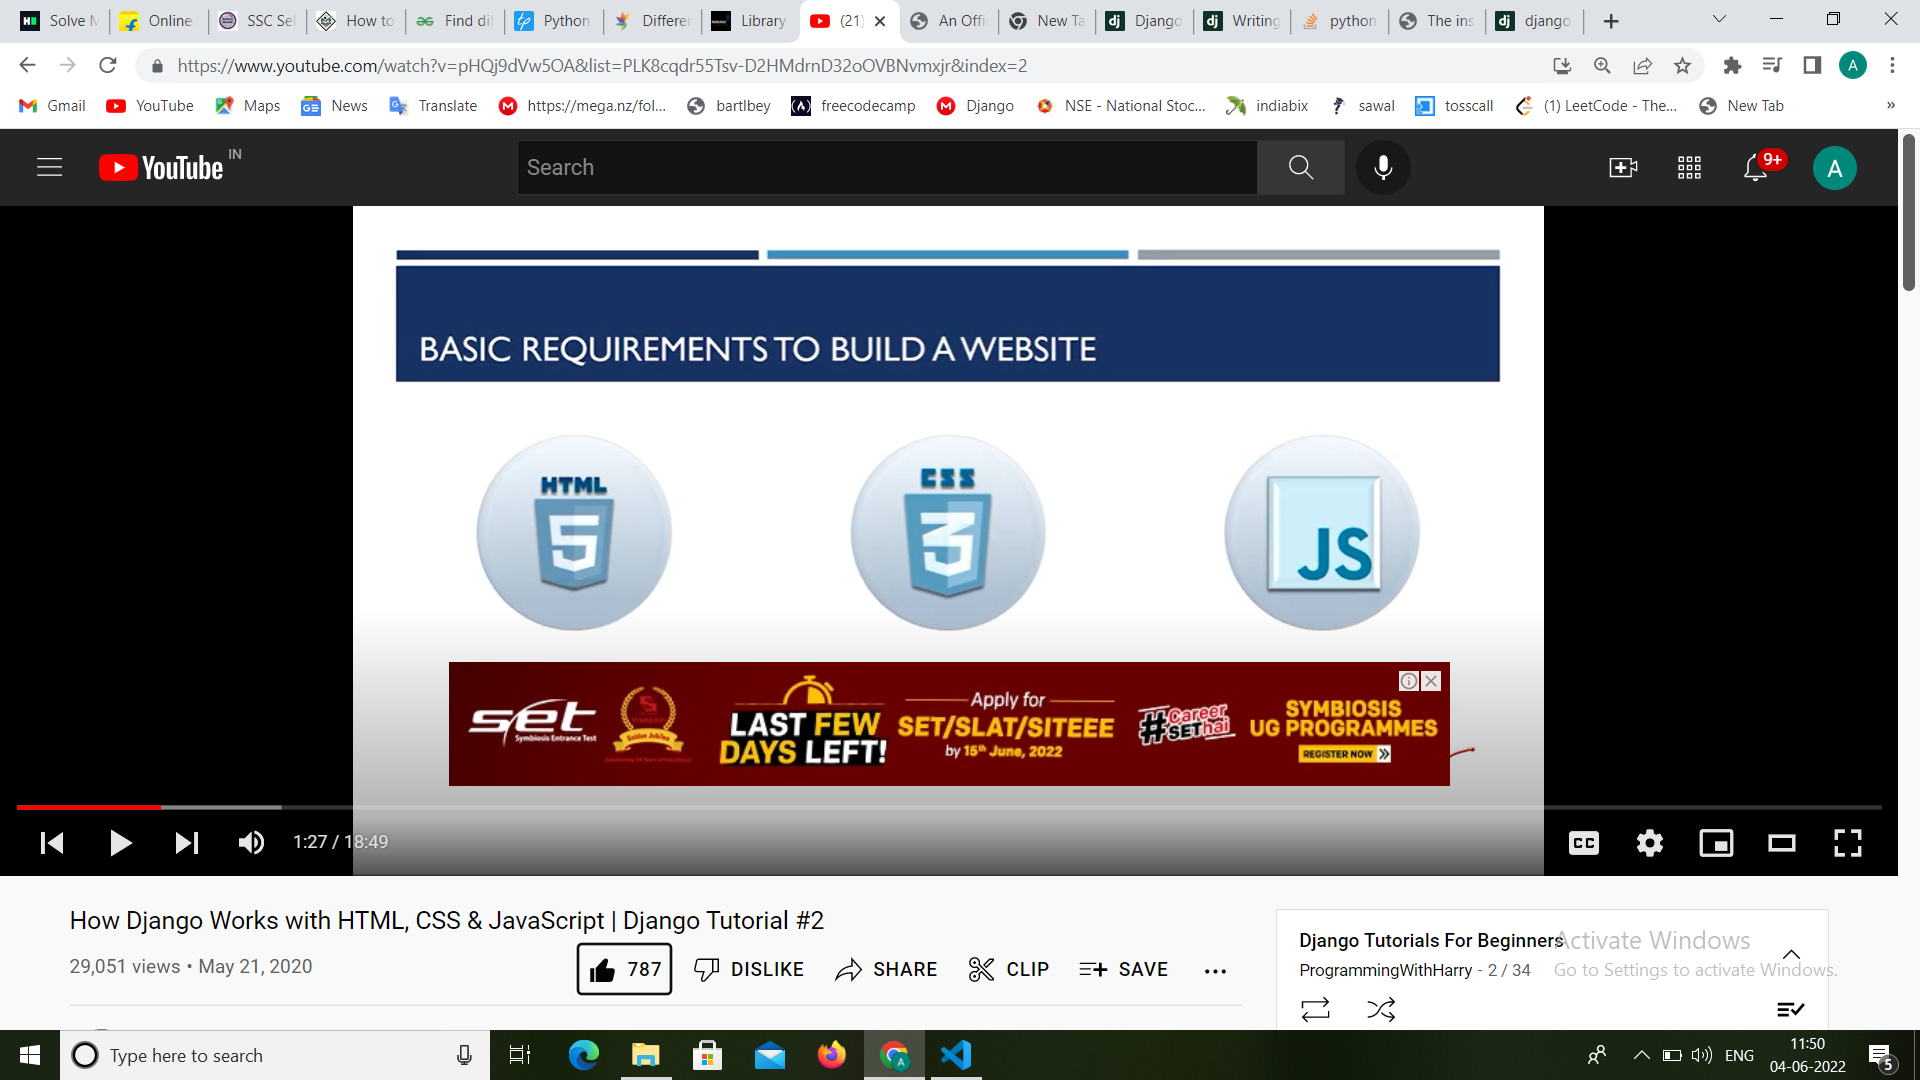 Solve M
Online
SSC Sel
How to
Find dif
Python
Differen
Library
(21)
An Offi
New Ta
Django
Writing
python
The ins
django
https://www.youtube.com/watch?v=pHQj9dVw5OA&list=PLK8cqdr55Tsv-D2HMdrnD32oOVBNvmxjr&index=2
A
Gmail
YouTube
Maps
News
Translate
https://mega.nz/fol...
bartlbey
freecodecamp
Django
NSE - National Stoc...
indiabix
sawal
tosscall
(1) LeetCode - The...
New Tab
»
YouTube IN
Search
9+
A
BASIC REQUIREMENTS TO BUILD A WEBSITE
HTML
5
CSS
3
JS
set
Symbiosis Entrance Test
Golden Jubilee
LAST FEW
DAYS LEFT!
Apply for
SET/SLAT/SITEEE
by 15th June, 2022
#Career
SEThai
SYMBIOSIS
UG PROGRAMMES
REGISTER NOW »
1:27 / 18:49
CC
How Django Works with HTML, CSS & JavaScript | Django Tutorial #2
29,051 views • May 21, 2020
787
DISLIKE
SHARE
CLIP
SAVE
...
Django Tutorials For Beginners
ProgrammingWithHarry - 2 / 34
Activate Windows
Go to Settings to activate Windows.
Type here to search
ENG
11:50
04-06-2022
5